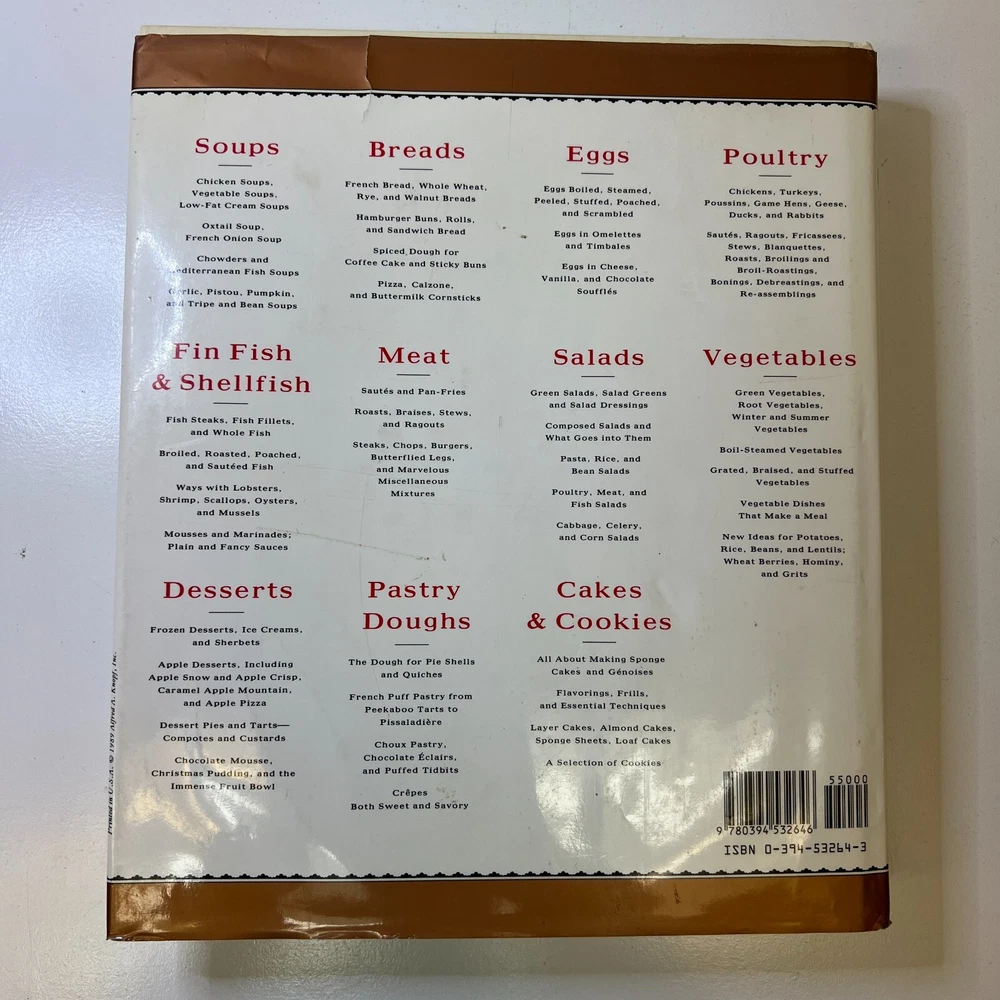 Soups
Chicken Soups,
Vegetable Soups,
Low-Fat Cream Soups
Oxtail Soup,
French Onion Soup
Chowders and
Mediterranean Fish Soups
Garlic, Pistou, Pumpkin,
and Tripe and Bean Soups
Breads
French Bread, Whole Wheat,
Rye, and Walnut Breads
Hamburger Buns, Rolls,
and Sandwich Bread
Spiced Dough for
Coffee Cake and Sticky Buns
Pizza, Calzone,
and Buttermilk Cornsticks
Eggs
Eggs Boiled, Steamed,
Peeled, Stuffed, Poached,
and Scrambled
Eggs in Omelettes
and Timbales
Eggs in Cheese,
Vanilla, and Chocolate
Soufflés
Poultry
Chickens, Turkeys,
Poussins, Game Hens, Geese,
Ducks, and Rabbits
Sautés, Ragouts, Fricassees,
Stews, Blanquettes,
Roasts, Broilings and
Broil-Roastings,
Bonings, Debreastings, and
Re-assemblings
Fin Fish
& Shellfish
Fish Steaks, Fish Fillets,
and Whole Fish
Broiled, Roasted, Poached,
and Sautéed Fish
Ways with Lobsters,
Shrimp, Scallops, Oysters,
and Mussels
Mousses and Marinades;
Plain and Fancy Sauces
Meat
Sautés and Pan-Fries
Roasts, Braises, Stews,
and Ragouts
Steaks, Chops, Burgers,
Butterflied Legs,
and Marvelous
Miscellaneous
Mixtures
Salads
Green Salads, Salad Greens
and Salad Dressings
Composed Salads and
What Goes into Them
Pasta, Rice, and
Bean Salads
Poultry, Meat, and
Fish Salads
Cabbage, Celery,
and Corn Salads
Vegetables
Green Vegetables,
Root Vegetables,
Winter and Summer
Vegetables
Boil-Steamed Vegetables
Grated, Braised, and Stuffed
Vegetables
Vegetable Dishes
That Make a Meal
New Ideas for Potatoes,
Rice, Beans, and Lentils;
Wheat Berries, Hominy,
and Grits
Desserts
Frozen Desserts, Ice Creams,
and Sherbets
Apple Desserts, Including
Apple Snow and Apple Crisp,
Caramel Apple Mountain,
and Apple Pizza
Dessert Pies and Tarts—
Compotes and Custards
Chocolate Mousse,
Christmas Pudding, and the
Immense Fruit Bowl
Pastry
Doughs
The Dough for Pie Shells
and Quiches
French Puff Pastry from
Peekaboo Tarts to
Pissaladière
Choux Pastry,
Chocolate Éclairs,
and Puffed Tidbits
Crêpes
Both Sweet and Savory
Cakes
& Cookies
All About Making Sponge
Cakes and Génoises
Flavorings, Frills,
and Essential Techniques
Layer Cakes, Almond Cakes,
Sponge Sheets, Loaf Cakes
A Selection of Cookies
55000
9 780394 532646
ISBN 0-394-53264-3
Printed in U.S.A. © 1989 Alfred A. Knopf, Inc.